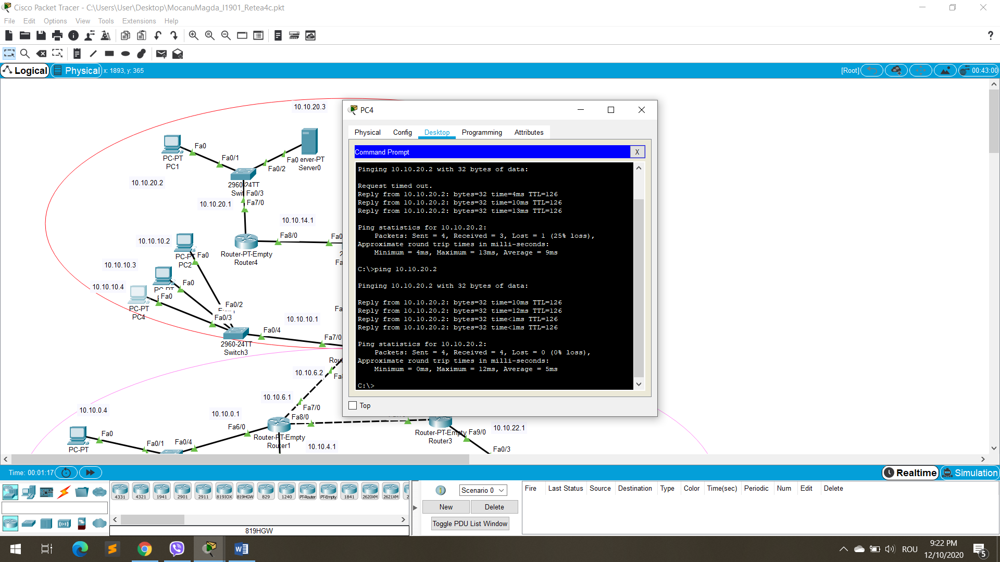 Cisco Packet Tracer - C:\Users\User\Desktop\MocanuMagda_I1901_Retea4c.pkt
File Edit Options View Tools Extensions Help
?
Logical Physical x: 1893, y: 365 [Root] 00:43:00
10.10.20.3
PC-PT
PC1
Fa0
Fa0/1
Fa0/2
Fa0 erver-PT
Server0
10.10.20.2
2960-24TT
Swit Fa0/3
Fa7/0
10.10.20.1
10.10.14.1
Fa8/0
Fa0
Router-PT-Empty
Router4
Fa
10.10.10.2
PC-PT
PC2
Fa0
10.10.10.3
Fa0
10.10.10.4
Fa0
PC-PT
PC4
Fa0/2
Fa0/3
Fa
10.10.10.1
Fa0/4
Fa7/0
2960-24TT
Switch3
Rout
10.10.6.2
Fa
10.10.6.1
Fa7/0
Fa8/0
10.10.0.4
10.10.0.1
Fa6/0
Fa0
PC-PT
Fa0/1
Fa0/4
Router-PT-Empty
Router1
10.10.4.1
Router-PT-Empty
Router3
Fa9/0
10.10.22.1
Fa0/3
PC4
Physical Config Desktop Programming Attributes
Command Prompt X
Pinging 10.10.20.2 with 32 bytes of data:
Request timed out.
Reply from 10.10.20.2: bytes=32 time=4ms TTL=126
Reply from 10.10.20.2: bytes=32 time=10ms TTL=126
Reply from 10.10.20.2: bytes=32 time=13ms TTL=126
Ping statistics for 10.10.20.2:
Packets: Sent = 4, Received = 3, Lost = 1 (25% loss),
Approximate round trip times in milli-seconds:
Minimum = 4ms, Maximum = 13ms, Average = 9ms
C:\>ping 10.10.20.2
Pinging 10.10.20.2 with 32 bytes of data:
Reply from 10.10.20.2: bytes=32 time=10ms TTL=126
Reply from 10.10.20.2: bytes=32 time=12ms TTL=126
Reply from 10.10.20.2: bytes=32 time<1ms TTL=126
Reply from 10.10.20.2: bytes=32 time<1ms TTL=126
Ping statistics for 10.10.20.2:
Packets: Sent = 4, Received = 4, Lost = 0 (0% loss),
Approximate round trip times in milli-seconds:
Minimum = 0ms, Maximum = 12ms, Average = 5ms
C:\>
Top
Time: 00:01:17 Realtime Simulation
4331 4321 1941 2901 2911 819IOX 819HGW 829 1240 PT-Router PT-Empty 1841 2620XM 2621XM
819HGW
Scenario 0
New Delete
Toggle PDU List Window
Fire Last Status Source Destination Type Color Time(sec) Periodic Num Edit Delete
ROU
9:22 PM
12/10/2020
5